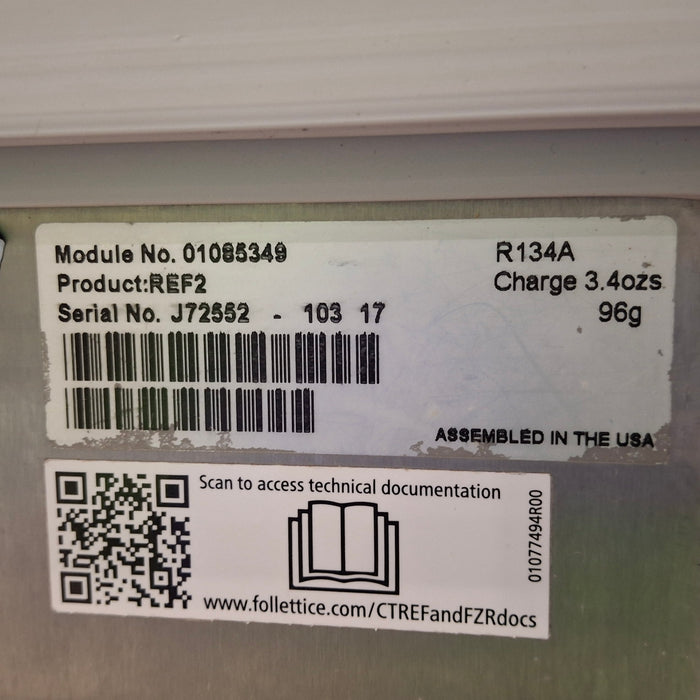 Module No. 01085349
Product:REF2
Serial No. J72552 - 103 17
R134A
Charge 3.4ozs
96g
ASSEMBLED IN THE USA
Scan to access technical documentation
www.follettice.com/CTREFandFZRdocs
01077494R00